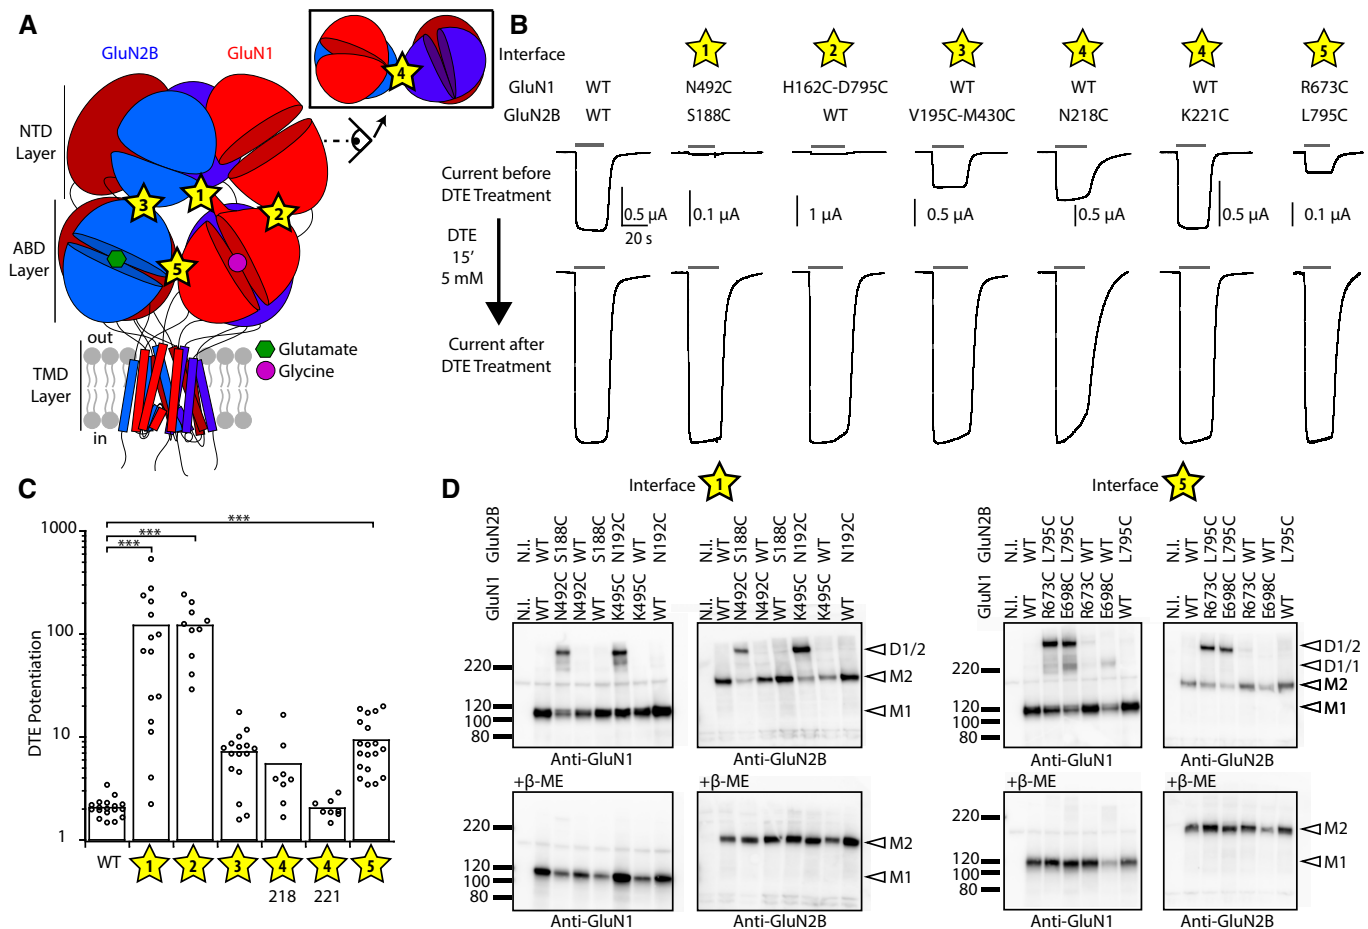 A
GluN2B
GluN1
4
NTD
Layer
3
1
2
ABD
Layer
5
out
Glutamate
Glycine
TMD
Layer
in
B
Interface
1
2
3
4
4
5
GluN1
WT
N492C
H162C-D795C
WT
WT
WT
R673C
GluN2B
WT
S188C
WT
V195C-M430C
N218C
K221C
L795C
Current before
DTE Treatment
0.5 µA
20 s
0.1 µA
1 µA
0.5 µA
0.5 µA
0.5 µA
0.1 µA
DTE
15’
5 mM
Current after
DTE Treatment
C
DTE Potentiation
1000
100
10
1
***
***
***
WT
1
2
3
4
4
5
218
221
D
Interface
1
GluN2B
N.I.
WT
S188C
WT
S188C
N192C
WT
N192C
N.I.
WT
S188C
WT
S188C
N192C
WT
N192C
GluN1
N.I.
WT
N492C
N492C
WT
K495C
K495C
WT
N.I.
WT
N492C
N492C
WT
K495C
K495C
WT
220
120
100
80
D1/2
M2
M1
Anti-GluN1
Anti-GluN2B
+β-ME
220
120
100
80
M2
M1
Anti-GluN1
Anti-GluN2B
Interface
5
GluN2B
N.I.
WT
L795C
L795C
WT
WT
L795C
N.I.
WT
L795C
L795C
WT
WT
L795C
GluN1
N.I.
WT
R673C
E698C
R673C
E698C
WT
N.I.
WT
R673C
E698C
R673C
E698C
WT
220
120
100
80
D1/2
D1/1
M2
M1
Anti-GluN1
Anti-GluN2B
+β-ME
+β-ME
220
120
100
80
M2
M1
Anti-GluN1
Anti-GluN2B